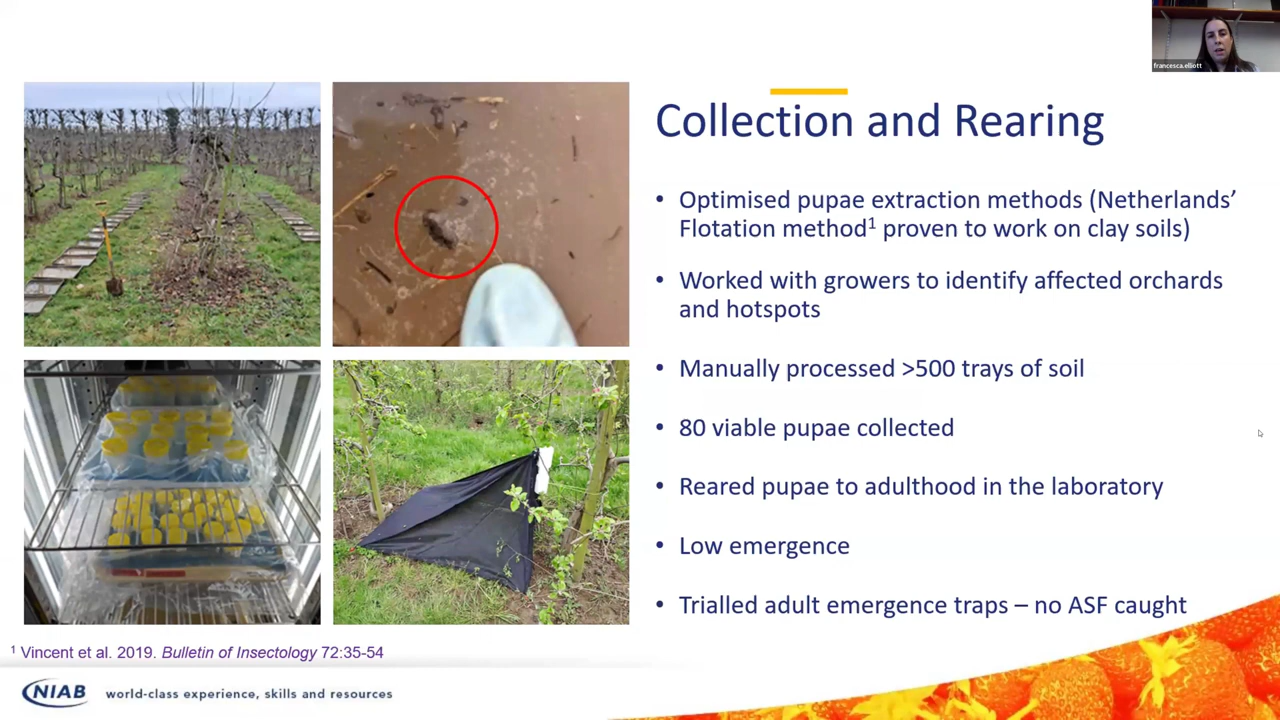 francesca.elliott
Collection and Rearing
• Optimised pupae extraction methods (Netherlands’
Flotation method¹ proven to work on clay soils)
• Worked with growers to identify affected orchards
and hotspots
• Manually processed >500 trays of soil
• 80 viable pupae collected
• Reared pupae to adulthood in the laboratory
• Low emergence
• Trialled adult emergence traps – no ASF caught
¹ Vincent et al. 2019. Bulletin of Insectology 72:35-54
NIAB world-class experience, skills and resources